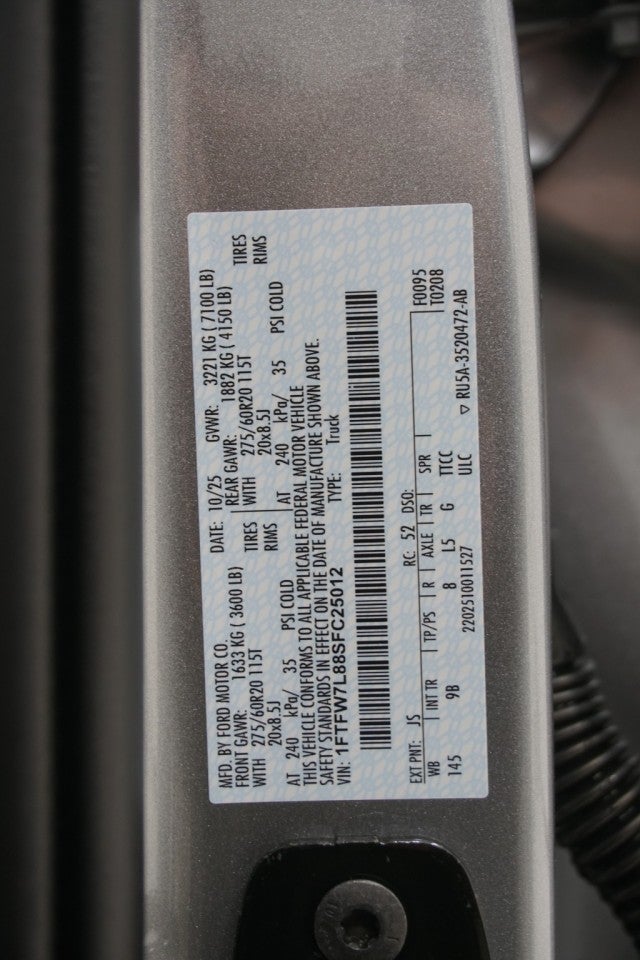 MFD. BY FORD MOTOR CO. DATE: 10/25 GVWR: 3221 KG ( 7100 LB)
FRONT GAWR: 1633 KG ( 3600 LB) REAR GAWR: 1882 KG ( 4150 LB)
WITH 275/60R20 115T TIRES WITH 275/60R20 115T TIRES
20x8.5J RIMS 20x8.5J RIMS
AT 240 kPa/ 35 PSI COLD AT 240 kPa/ 35 PSI COLD
THIS VEHICLE CONFORMS TO ALL APPLICABLE FEDERAL MOTOR VEHICLE
SAFETY STANDARDS IN EFFECT ON THE DATE OF MANUFACTURE SHOWN ABOVE.
VIN: 1FTFW7L88SFC25012 TYPE: Truck
F0095
T0208
EXT PNT: JS RC: 52 DSO:
WB INT TR TP/PS R AXLE TR SPR
145 9B 8 L5 G TTCC
2202510011527 ULC
▽ RU5A-3520472-AB